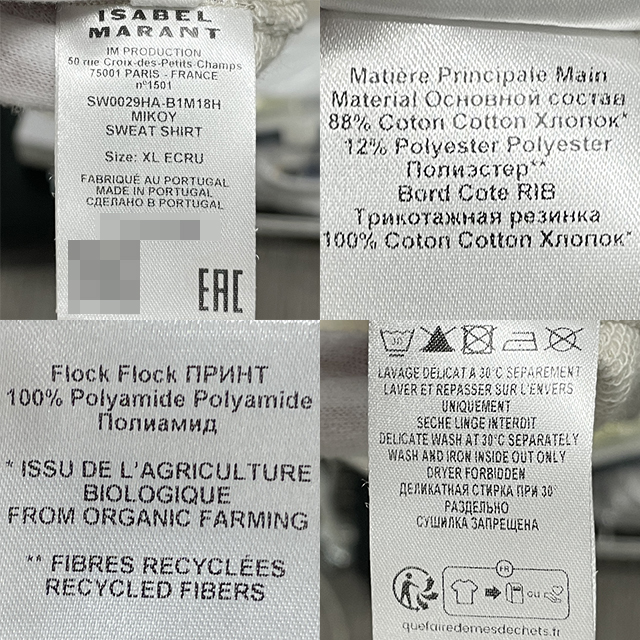 ISABEL
MARANT
IM PRODUCTION
50 rue Croix-des-Petits-Champs
75001 PARIS - FRANCE
n°1501
SW0029HA-B1M18H
MIKOY
SWEAT SHIRT
Size: XL ECRU
FABRIQUÉ AU PORTUGAL
MADE IN PORTUGAL
СДЕЛАНО В PORTUGAL
EAC
Matière Principale Main
Material Основной состав
88% Coton Cotton Хлопок*
12% Polyester Polyester
Полиэстер**
Bord Cote RIB
Трикотажная резинка
100% Coton Cotton Хлопок*
Flock Flock ПРИНТ
100% Polyamide Polyamide
Полиамид
* ISSU DE L'AGRICULTURE
BIOLOGIQUE
FROM ORGANIC FARMING
** FIBRES RECYCLÉES
RECYCLED FIBERS
30
LAVAGE DELICAT A 30°C SEPAREMENT
LAVER ET REPASSER SUR L'ENVERS
UNIQUEMENT
SECHE LINGE INTERDIT
DELICATE WASH AT 30°C SEPARATELY
WASH AND IRON INSIDE OUT ONLY
DRYER FORBIDDEN
ДЕЛИКАТНАЯ СТИРКА ПРИ 30°
РАЗДЕЛЬНО
СУШИЛКА ЗАПРЕЩЕНА
FR
ou
quefairedemesdechets.fr